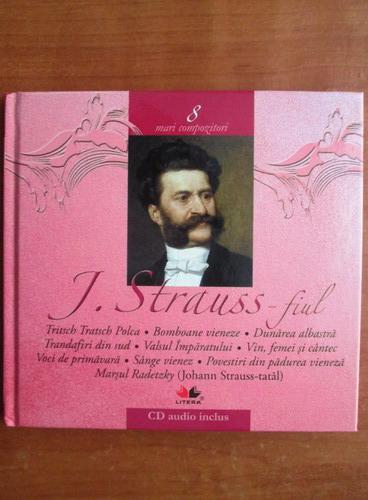 8
mari compozitori
J. Strauss - fiul
Tritsch Tratsch Polca • Bomboane vieneze • Dunărea albastră
Trandafiri din sud • Valsul Împăratului • Vin, femei și cântec
Voci de primăvară • Sânge vienez • Povestiri din pădurea vieneză
Marșul Radetzky (Johann Strauss-tatăl)
LITERA
CD audio inclus